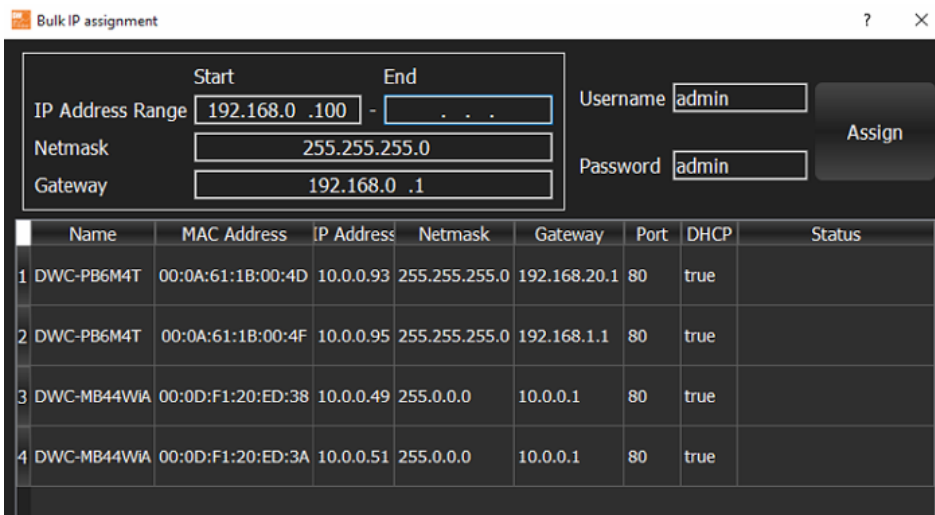 Bulk IP assignment ? ×
Start End
IP Address Range 192.168.0 .100 - . . .
Username admin
Assign
Netmask 255.255.255.0
Password admin
Gateway 192.168.0 .1
Name MAC Address IP Address Netmask Gateway Port DHCP Status
1 DWC-PB6M4T 00:0A:61:1B:00:4D 10.0.0.93 255.255.255.0 192.168.20.1 80 true
2 DWC-PB6M4T 00:0A:61:1B:00:4F 10.0.0.95 255.255.255.0 192.168.1.1 80 true
3 DWC-MB44WiA 00:0D:F1:20:ED:38 10.0.0.49 255.0.0.0 10.0.0.1 80 true
4 DWC-MB44WiA 00:0D:F1:20:ED:3A 10.0.0.51 255.0.0.0 10.0.0.1 80 true